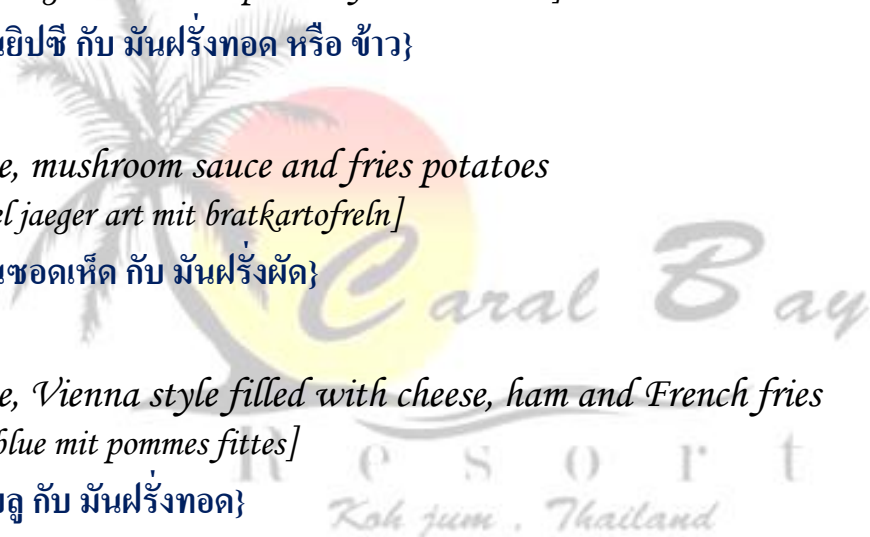 นยิปซี กับ มันฝรั่งทอด หรือ ข้าว}
e, mushroom sauce and fries potatoes
el jaeger art mit bratkartofreln]
นซอดเห็ด กับ มันฝรั่งผัด}
Caral Bay
e, Vienna style filled with cheese, ham and French fries
blue mit pommes fittes]
Resort
บลู กับ มันฝรั่งทอด}
Koh jum . Thailand